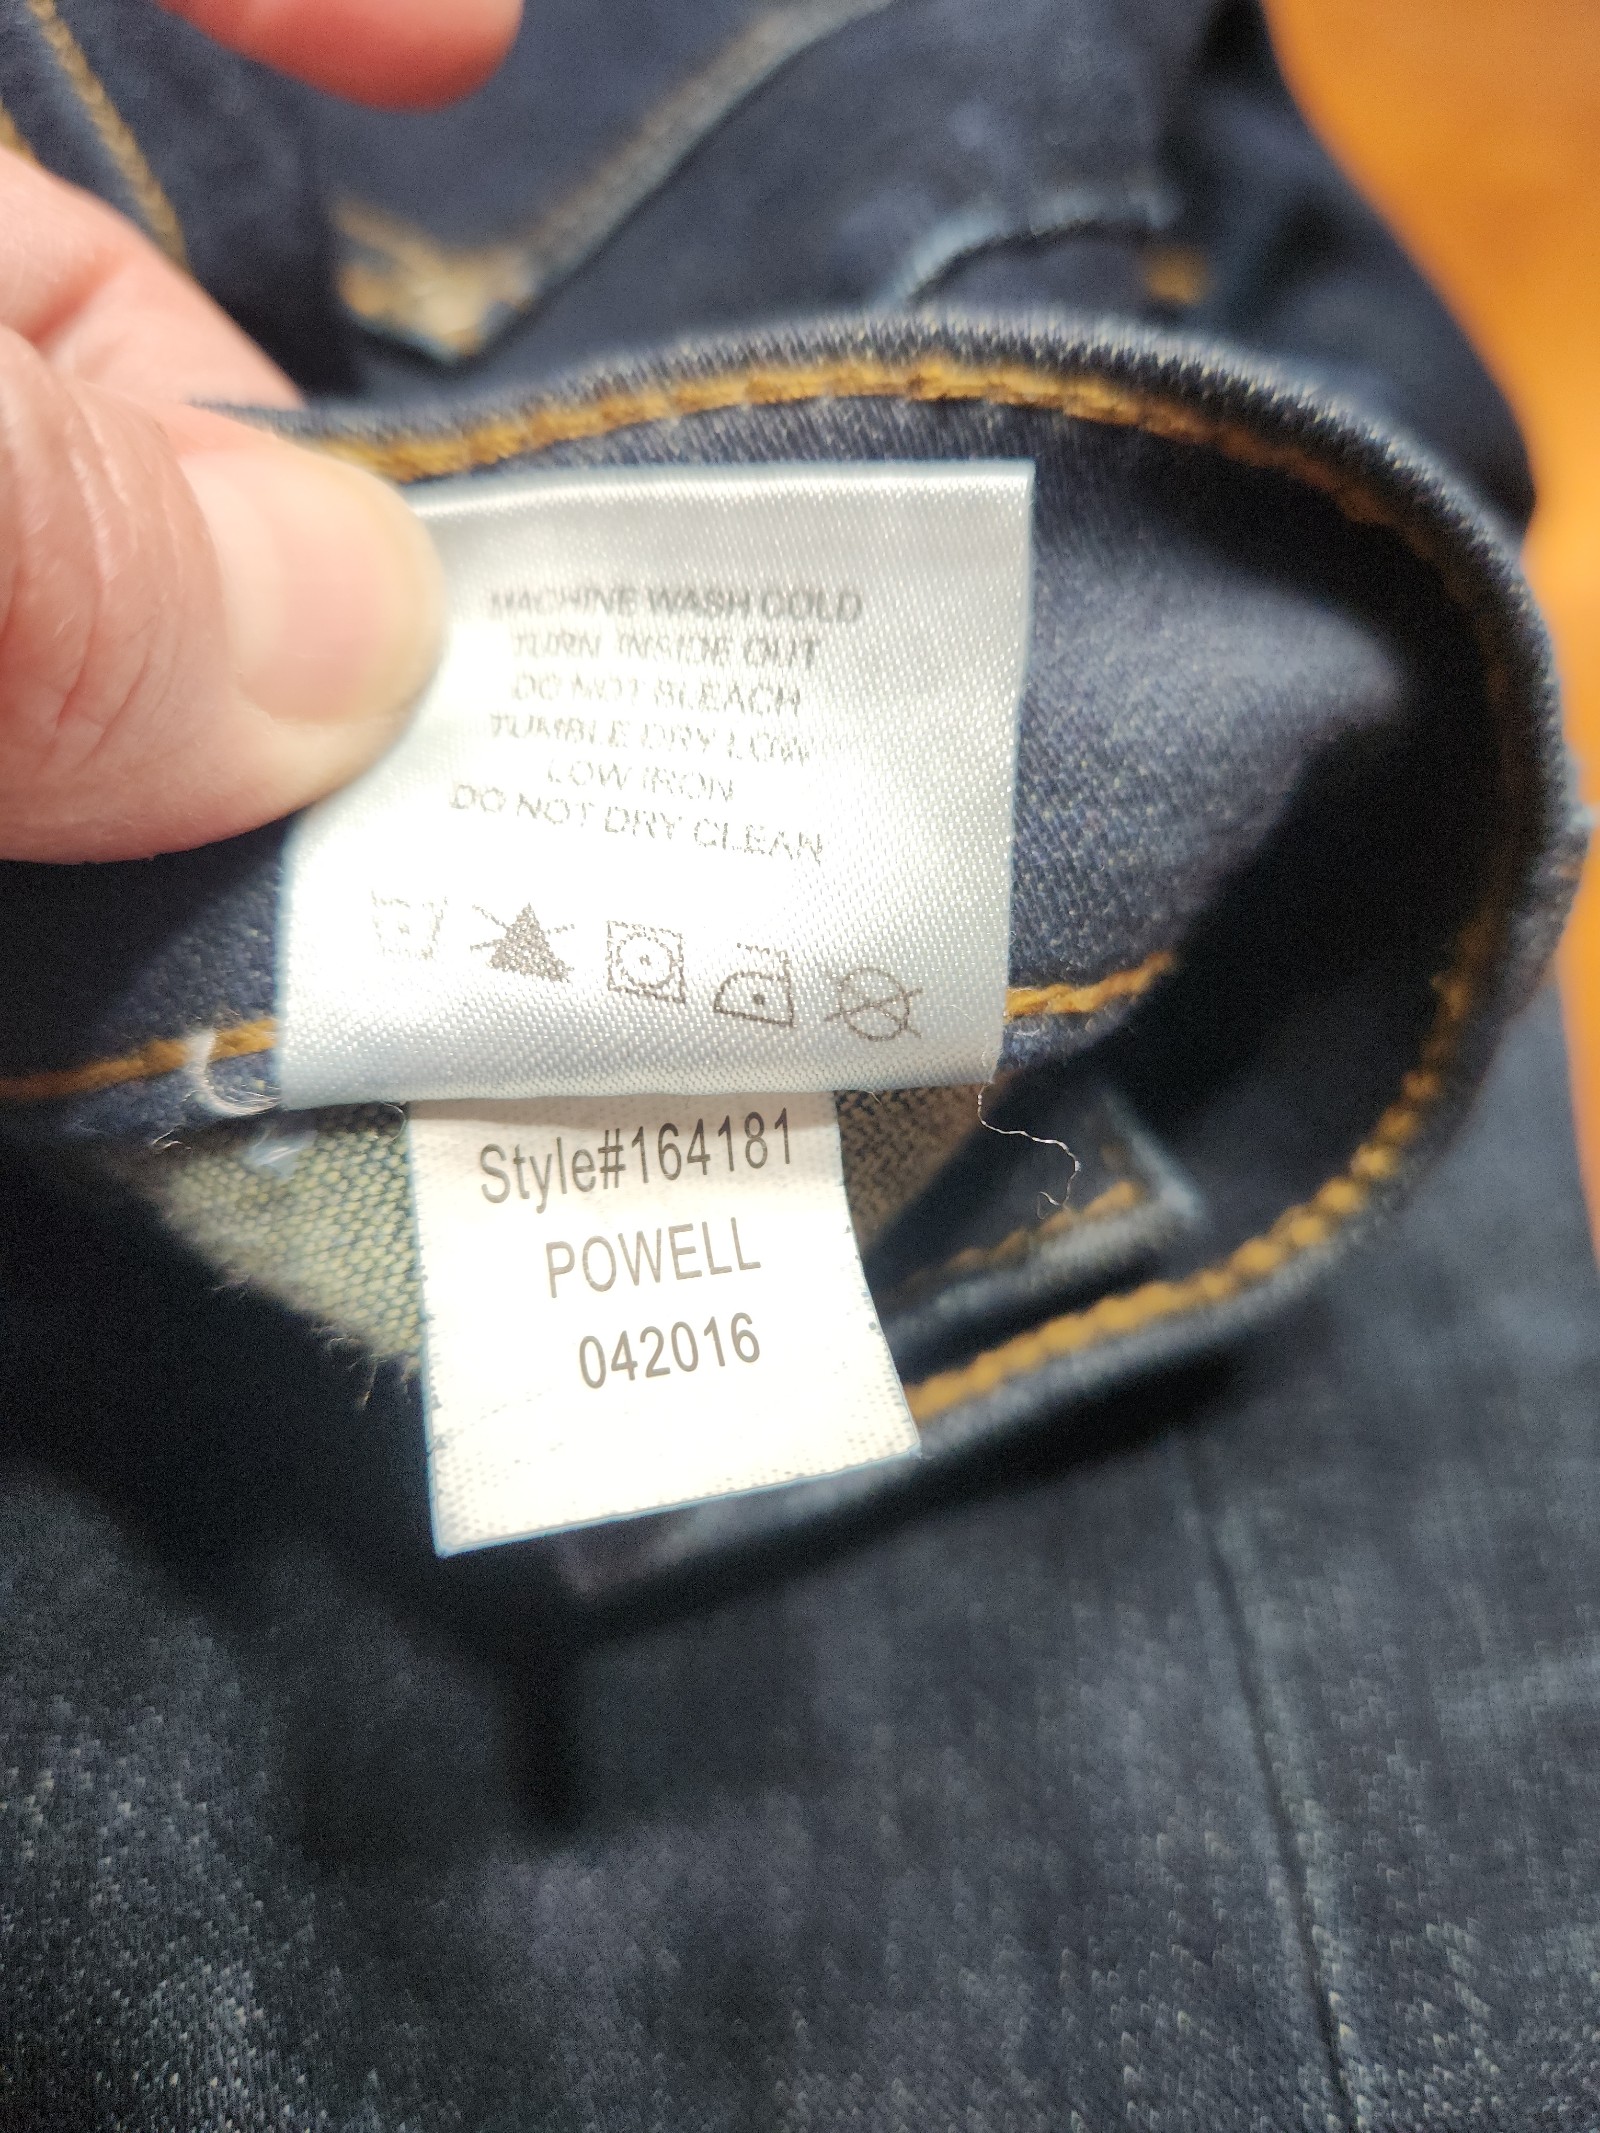 MACHINE WASH COLD
TURN INSIDE OUT
DO NOT BLEACH
TUMBLE DRY LOW
LOW IRON
DO NOT DRY CLEAN
Style#164181
POWELL
042016